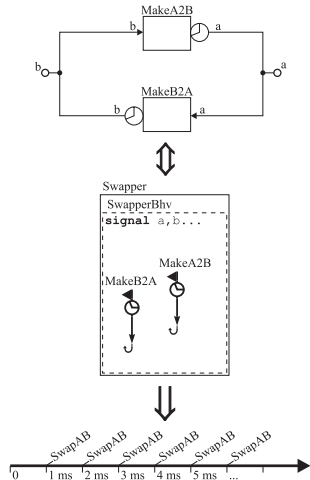 MakeA2B
b
a
b
a
MakeB2A
b
a
Swapper
SwapperBhv
signal a,b...
MakeA2B
MakeB2A
SwapAB SwapAB SwapAB SwapAB SwapAB SwapAB
0 1 ms 2 ms 3 ms 4 ms 5 ms ...